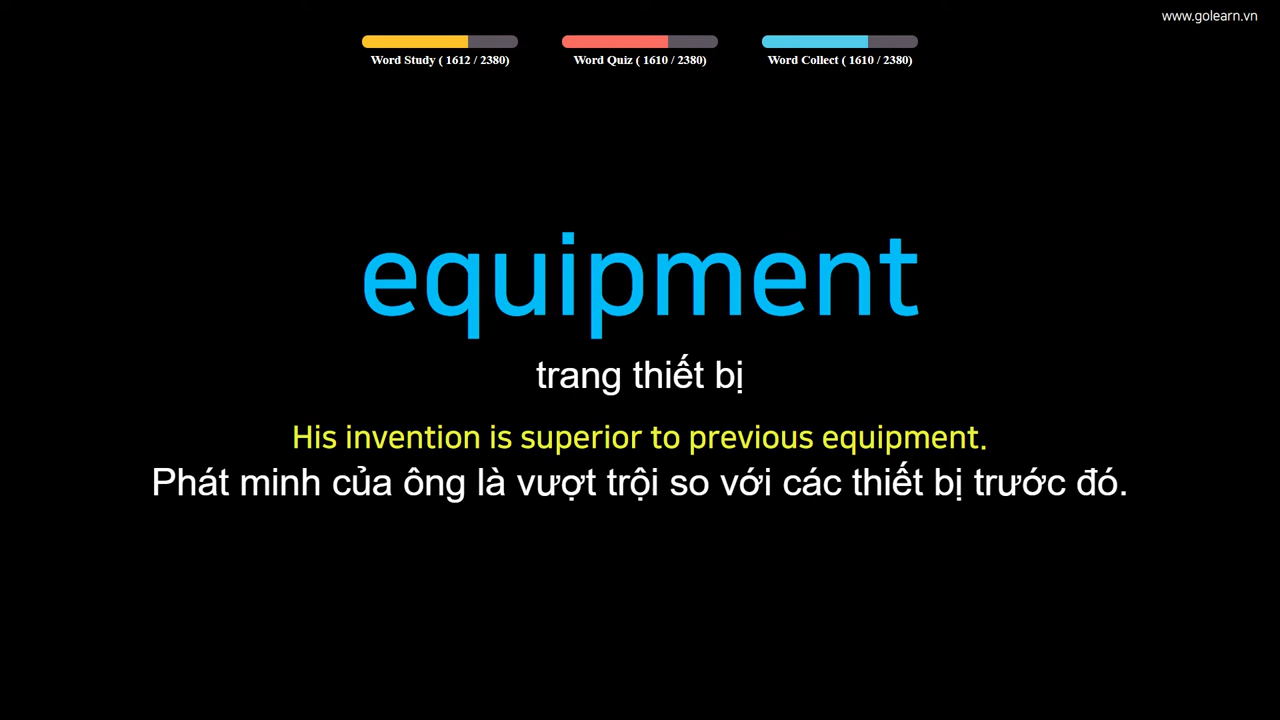 www.golearn.vn
Word Study ( 1612 / 2380) Word Quiz ( 1610 / 2380) Word Collect ( 1610 / 2380)
equipment
trang thiết bị
His invention is superior to previous equipment.
Phát minh của ông là vượt trội so với các thiết bị trước đó.